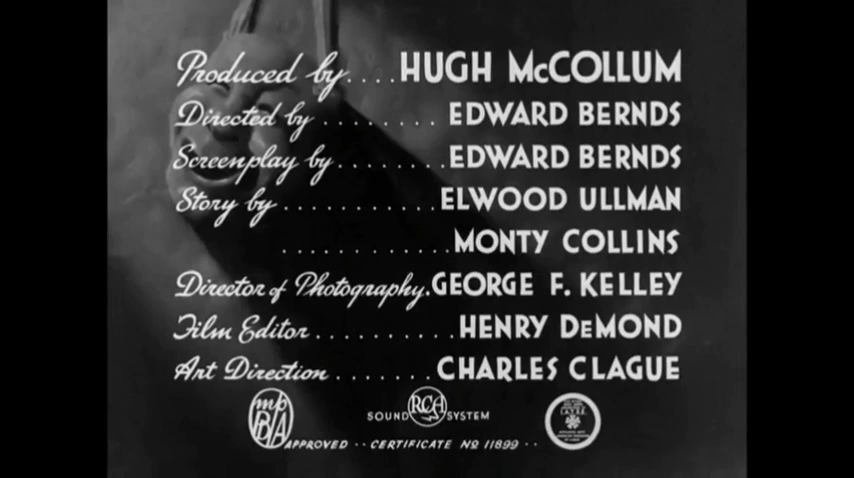 Produced by....HUGH McCOLLUM
Directed by ........ EDWARD BERNDS
Screenplay by........EDWARD BERNDS
Story by ............ELWOOD ULLMAN
.............MONTY COLLINS
Director of Photography.GEORGE F. KELLEY
Film Editor...........HENRY DeMOND
Art Direction.......CHARLES CLAGUE
SOUND RCA SYSTEM
APPROVED ·· CERTIFICATE No 11899 ··
I.A.T.S.E.